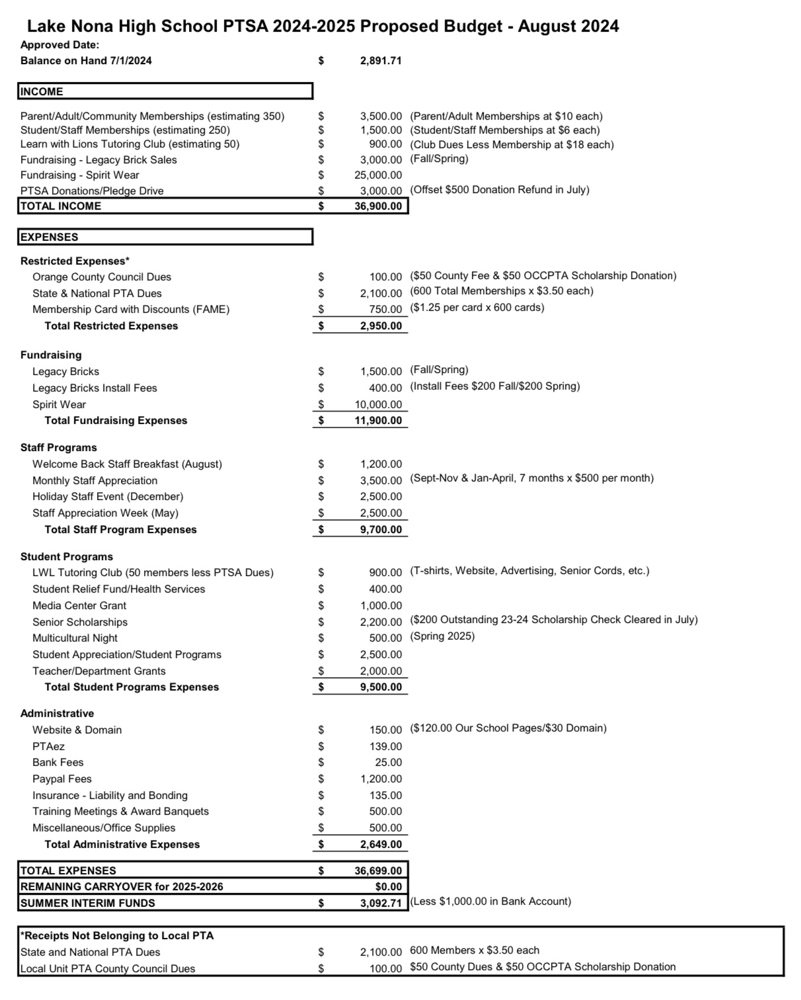 Lake Nona High School PTSA 2024-2025 Proposed Budget - August 2024
Approved Date:
Balance on Hand 7/1/2024 $ 2,891.71
INCOME
Parent/Adult/Community Memberships (estimating 350) $ 3,500.00 (Parent/Adult Memberships at $10 each)
Student/Staff Memberships (estimating 250) $ 1,500.00 (Student/Staff Memberships at $6 each)
Learn with Lions Tutoring Club (estimating 50) $ 900.00 (Club Dues Less Membership at $18 each)
Fundraising - Legacy Brick Sales $ 3,000.00 (Fall/Spring)
Fundraising - Spirit Wear $ 25,000.00
PTSA Donations/Pledge Drive $ 3,000.00 (Offset $500 Donation Refund in July)
TOTAL INCOME $ 36,900.00
EXPENSES
Restricted Expenses*
Orange County Council Dues $ 100.00 ($50 County Fee & $50 OCCPTA Scholarship Donation)
State & National PTA Dues $ 2,100.00 (600 Total Memberships x $3.50 each)
Membership Card with Discounts (FAME) $ 750.00 ($1.25 per card x 600 cards)
Total Restricted Expenses $ 2,950.00
Fundraising
Legacy Bricks $ 1,500.00 (Fall/Spring)
Legacy Bricks Install Fees $ 400.00 (Install Fees $200 Fall/$200 Spring)
Spirit Wear $ 10,000.00
Total Fundraising Expenses $ 11,900.00
Staff Programs
Welcome Back Staff Breakfast (August) $ 1,200.00
Monthly Staff Appreciation $ 3,500.00 (Sept-Nov & Jan-April, 7 months x $500 per month)
Holiday Staff Event (December) $ 2,500.00
Staff Appreciation Week (May) $ 2,500.00
Total Staff Program Expenses $ 9,700.00
Student Programs
LWL Tutoring Club (50 members less PTSA Dues) $ 900.00 (T-shirts, Website, Advertising, Senior Cords, etc.)
Student Relief Fund/Health Services $ 400.00
Media Center Grant $ 1,000.00
Senior Scholarships $ 2,200.00 ($200 Outstanding 23-24 Scholarship Check Cleared in July)
Multicultural Night $ 500.00 (Spring 2025)
Student Appreciation/Student Programs $ 2,500.00
Teacher/Department Grants $ 2,000.00
Total Student Programs Expenses $ 9,500.00
Administrative
Website & Domain $ 150.00 ($120.00 Our School Pages/$30 Domain)
PTAez $ 139.00
Bank Fees $ 25.00
Paypal Fees $ 1,200.00
Insurance - Liability and Bonding $ 135.00
Training Meetings & Award Banquets $ 500.00
Miscellaneous/Office Supplies $ 500.00
Total Administrative Expenses $ 2,649.00
TOTAL EXPENSES $ 36,699.00
REMAINING CARRYOVER for 2025-2026 $0.00
SUMMER INTERIM FUNDS $ 3,092.71 (Less $1,000.00 in Bank Account)
*Receipts Not Belonging to Local PTA
State and National PTA Dues $ 2,100.00 600 Members x $3.50 each
Local Unit PTA County Council Dues $ 100.00 $50 County Dues & $50 OCCPTA Scholarship Donation